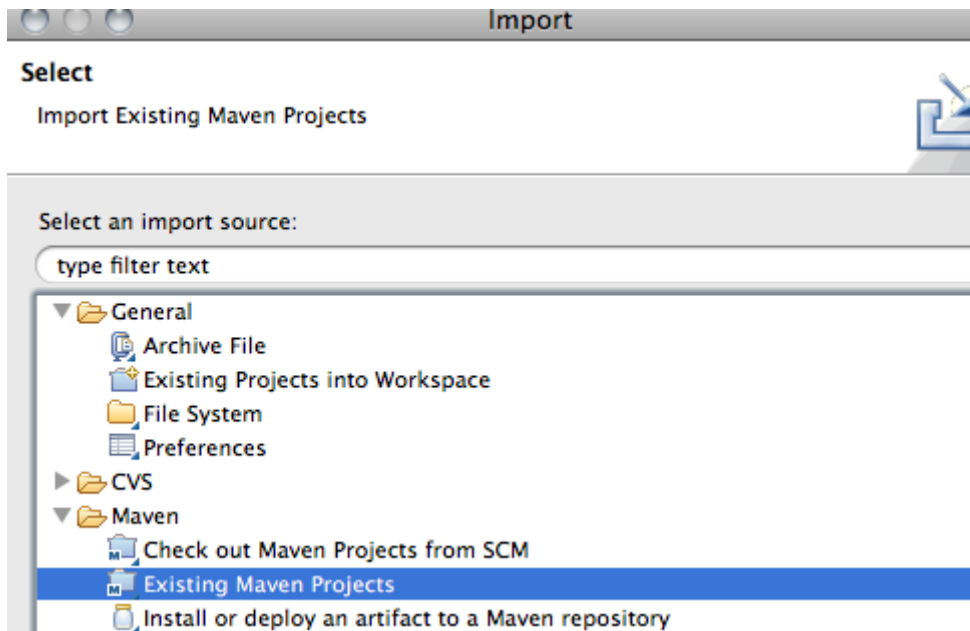 Import
Select
Import Existing Maven Projects
Select an import source:
type filter text
General
Archive File
Existing Projects into Workspace
File System
Preferences
CVS
Maven
Check out Maven Projects from SCM
Existing Maven Projects
Install or deploy an artifact to a Maven repository